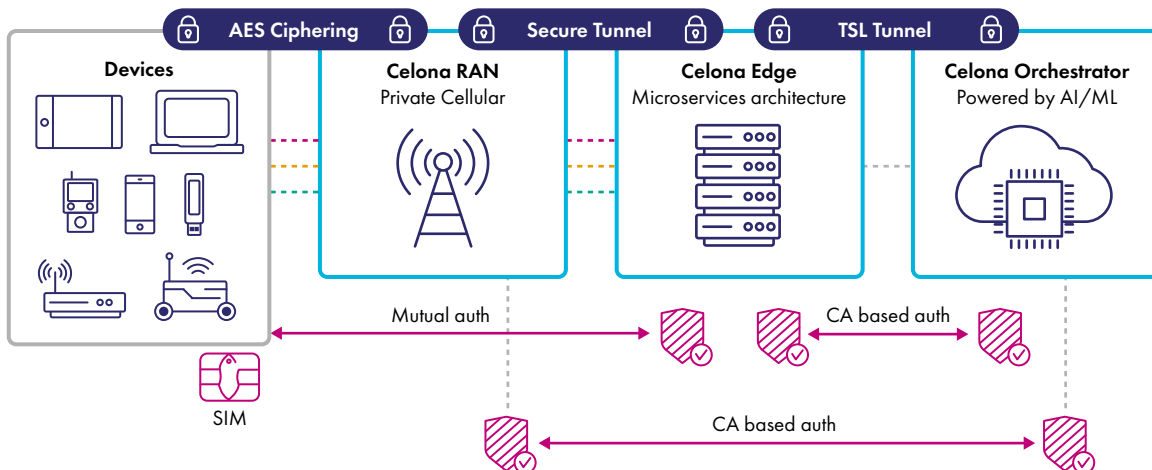 AES Ciphering
Secure Tunnel
TSL Tunnel
Devices
Celona RAN
Private Cellular
Celona Edge
Microservices architecture
Celona Orchestrator
Powered by AI/ML
Mutual auth
CA based auth
SIM
CA based auth